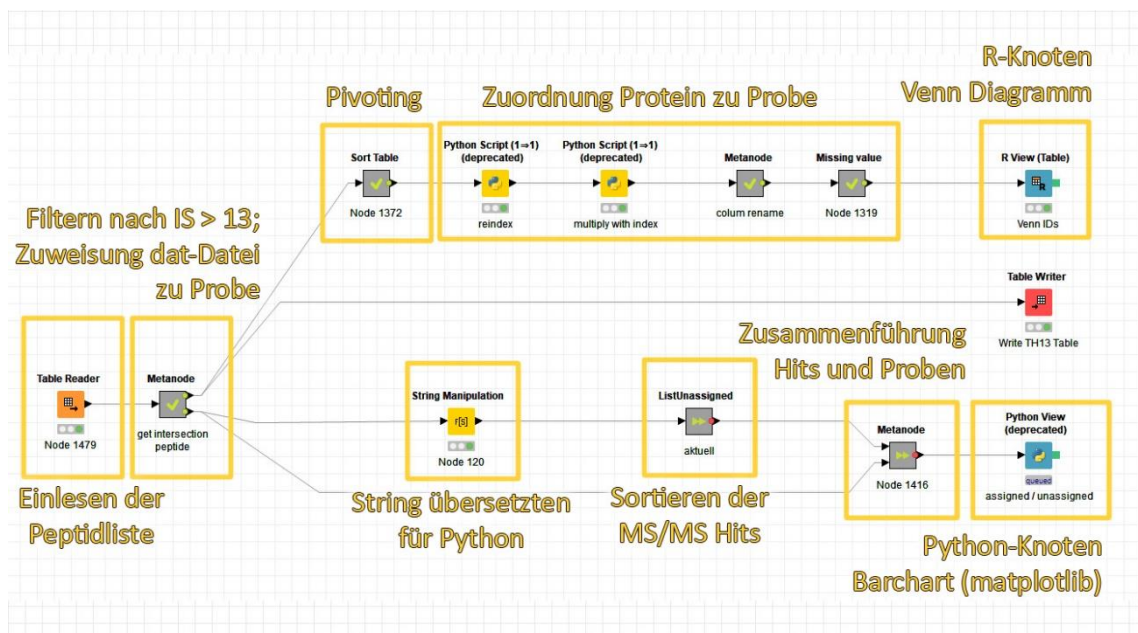 R-Knoten
Venn Diagramm
Pivoting
Zuordnung Protein zu Probe
Sort Table
Node 1372
Python Script (1⇒1)
(deprecated)
reindex
Python Script (1⇒1)
(deprecated)
multiply with index
Metanode
colum rename
Missing value
Node 1319
R View (Table)
R
Venn IDs
Filtern nach IS > 13;
Zuweisung dat-Datei
zu Probe
Table Writer
Write TH13 Table
Zusammenführung
Hits und Proben
Table Reader
Node 1479
Metanode
get intersection
peptide
String Manipulation
r[s]
Node 120
ListUnassigned
aktuell
Metanode
Node 1416
Python View
(deprecated)
queued
assigned / unassigned
Einlesen der
Peptidliste
String übersetzten
für Python
Sortieren der
MS/MS Hits
Python-Knoten
Barchart (matplotlib)